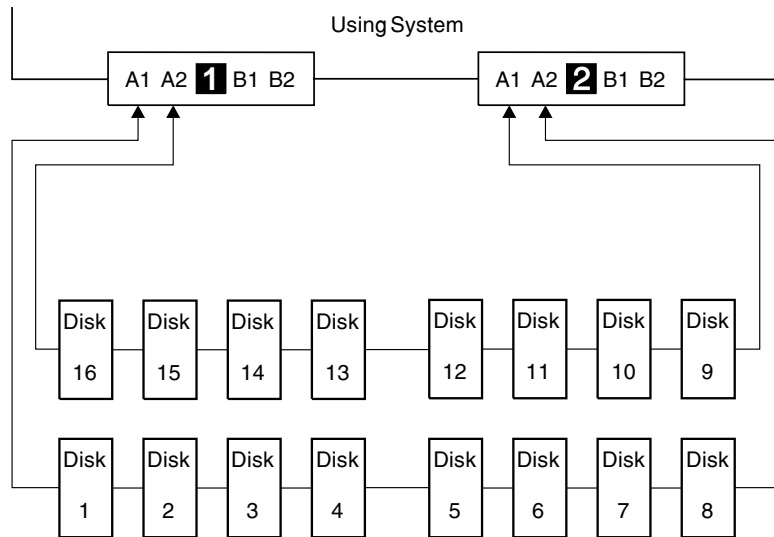 Using System
A1 A2 1 B1 B2
A1 A2 2 B1 B2
Disk Disk Disk Disk Disk Disk Disk Disk
16 15 14 13 12 11 10 9
Disk Disk Disk Disk Disk Disk Disk Disk
1 2 3 4 5 6 7 8